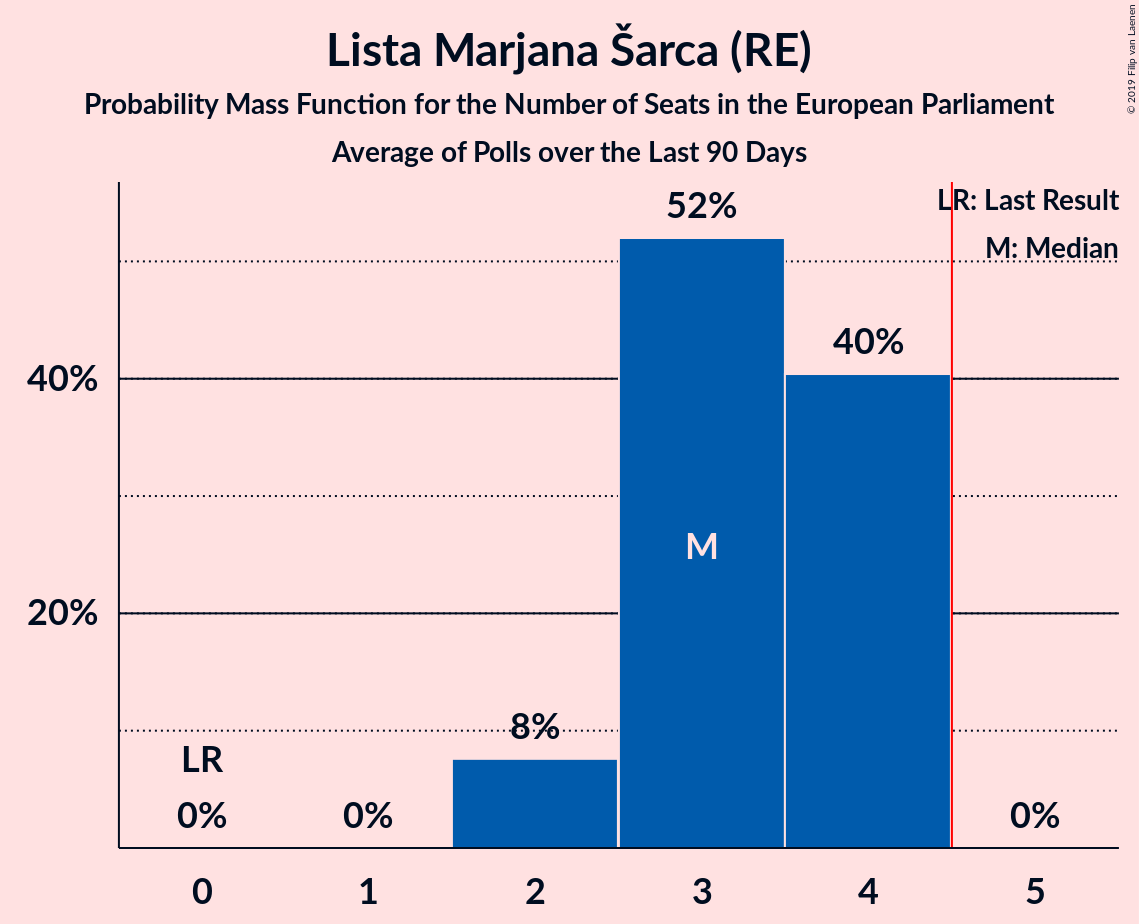 Lista Marjana Šarca (RE)
Probability Mass Function for the Number of Seats in the European Parliament
Average of Polls over the Last 90 Days
© 2019 Filip van Laenen
LR: Last Result
M: Median
52%
40%
40%
M
20%
8%
LR
0%
0%
0%
0
1
2
3
4
5